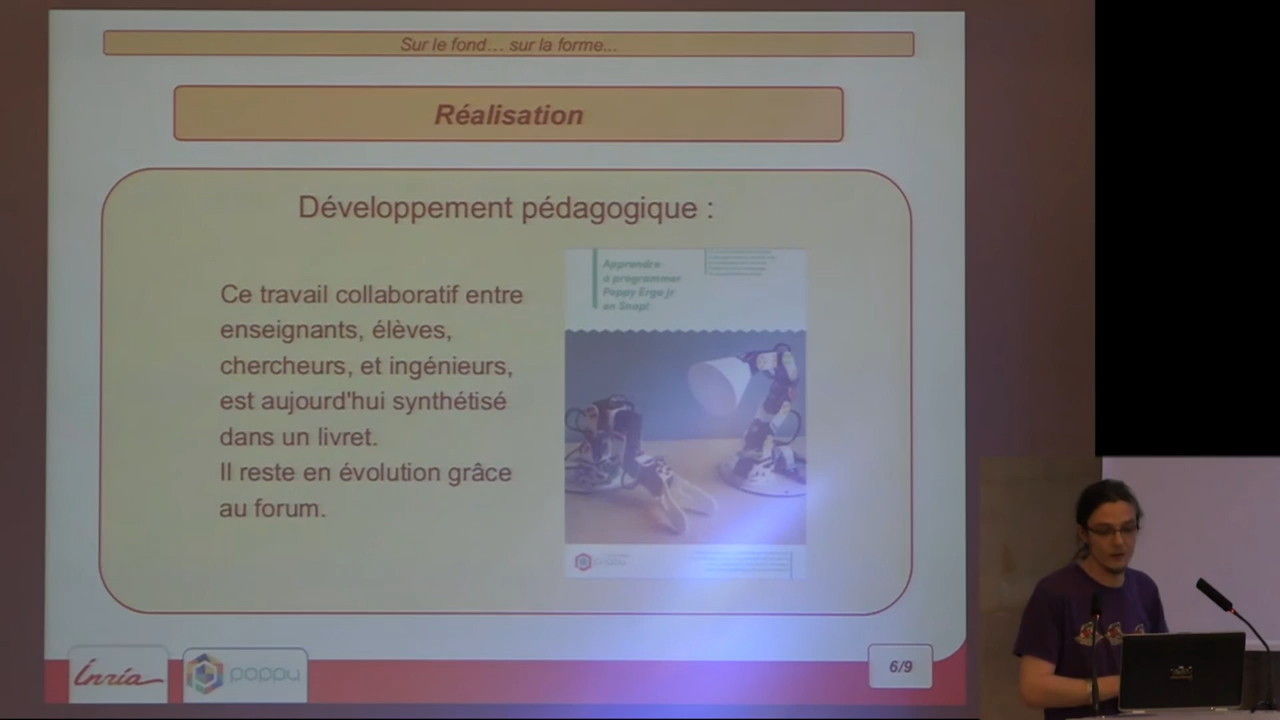 Sur le fond... sur la forme...
Réalisation
Développement pédagogique :
Ce travail collaboratif entre
enseignants, élèves,
chercheurs, et ingénieurs,
est aujourd'hui synthétisé
dans un livret.
Il reste en évolution grâce
au forum.
Apprendre
à programmer
Poppy Ergo jr
en Snap!
Inria
poppy
6/9